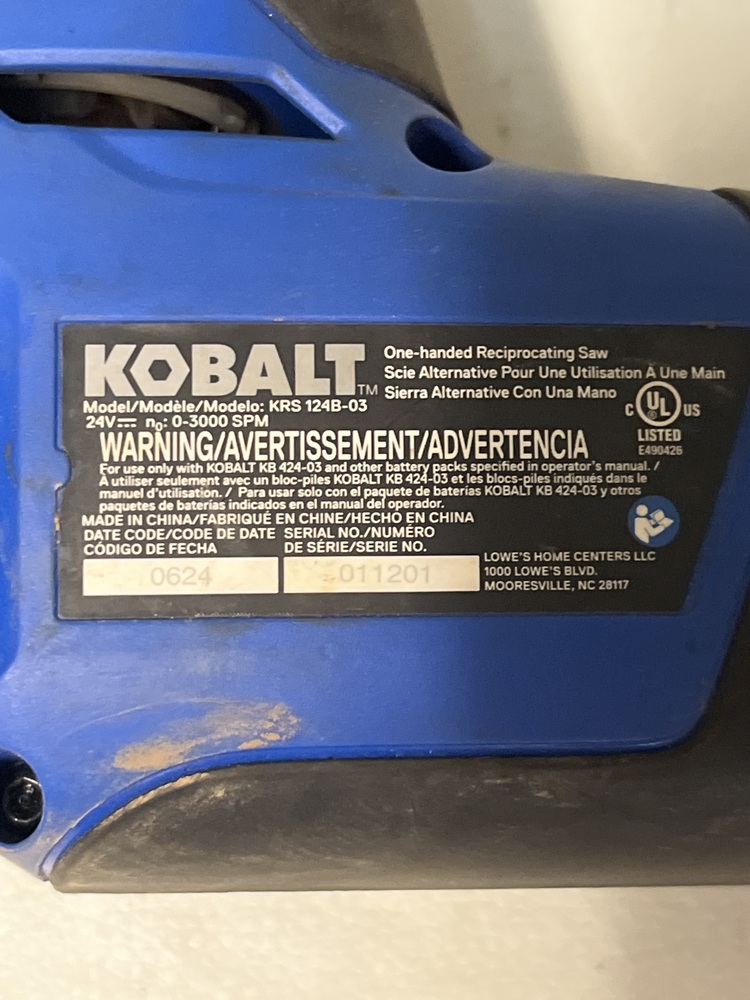 KOBALT™
One-handed Reciprocating Saw
Scie Alternative Pour Une Utilisation À Une Main
Sierra Alternativa Con Una Mano
Model/Modèle/Modelo: KRS 124B-03
24V⎓ n₀: 0-3000 SPM
C UL US
LISTED
E490426
WARNING/AVERTISSEMENT/ADVERTENCIA
For use only with KOBALT KB 424-03 and other battery packs specified in operator's manual. /
À utiliser seulement avec un bloc-piles KOBALT KB 424-03 et les blocs-piles indiqués dans le
manuel d'utilisation. / Para usar solo con el paquete de baterías KOBALT KB 424-03 y otros
paquetes de baterías indicados en el manual del operador.
MADE IN CHINA/FABRIQUÉ EN CHINE/HECHO EN CHINA
DATE CODE/CODE DE DATE
CÓDIGO DE FECHA
0624
SERIAL NO./NUMÉRO
DE SÉRIE/SERIE NO.
011201
LOWE'S HOME CENTERS LLC
1000 LOWE'S BLVD.
MOORESVILLE, NC 28117